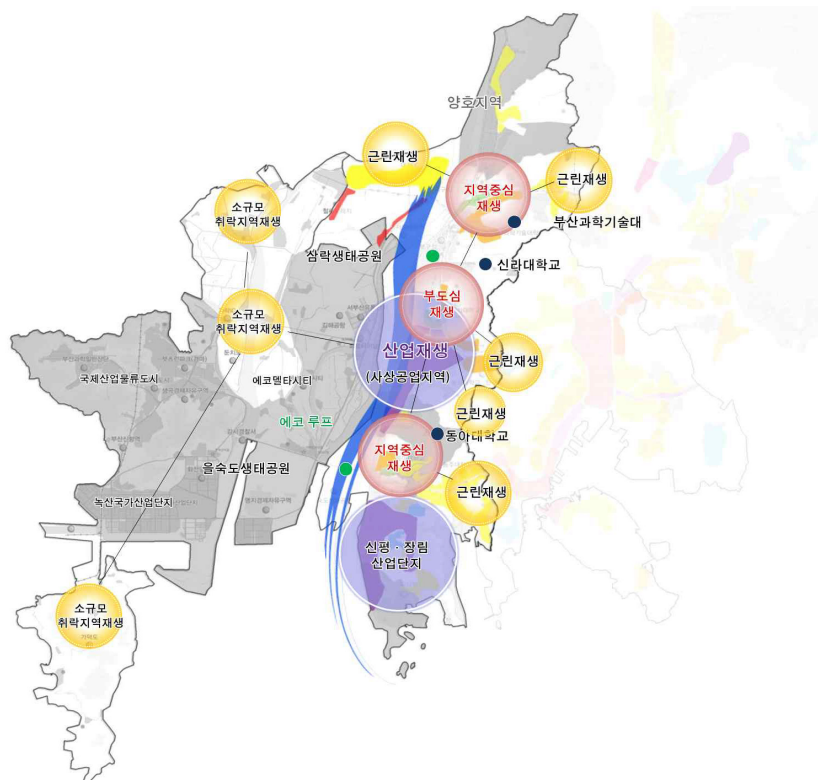 양호지역
근린재생
지역중심
재생
근린재생
소규모
취락지역재생
부산과학기술대
삼락생태공원
신라대학교
부도심
재생
소규모
취락지역재생
산업재생
(사상공업지역)
근린재생
국제산업물류도시
에코델타시티
에코 루프
근린재생
동아대학교
지역중심
재생
을숙도생태공원
근린재생
녹산국가산업단지
신평 · 장림
산업단지
소규모
취락지역재생